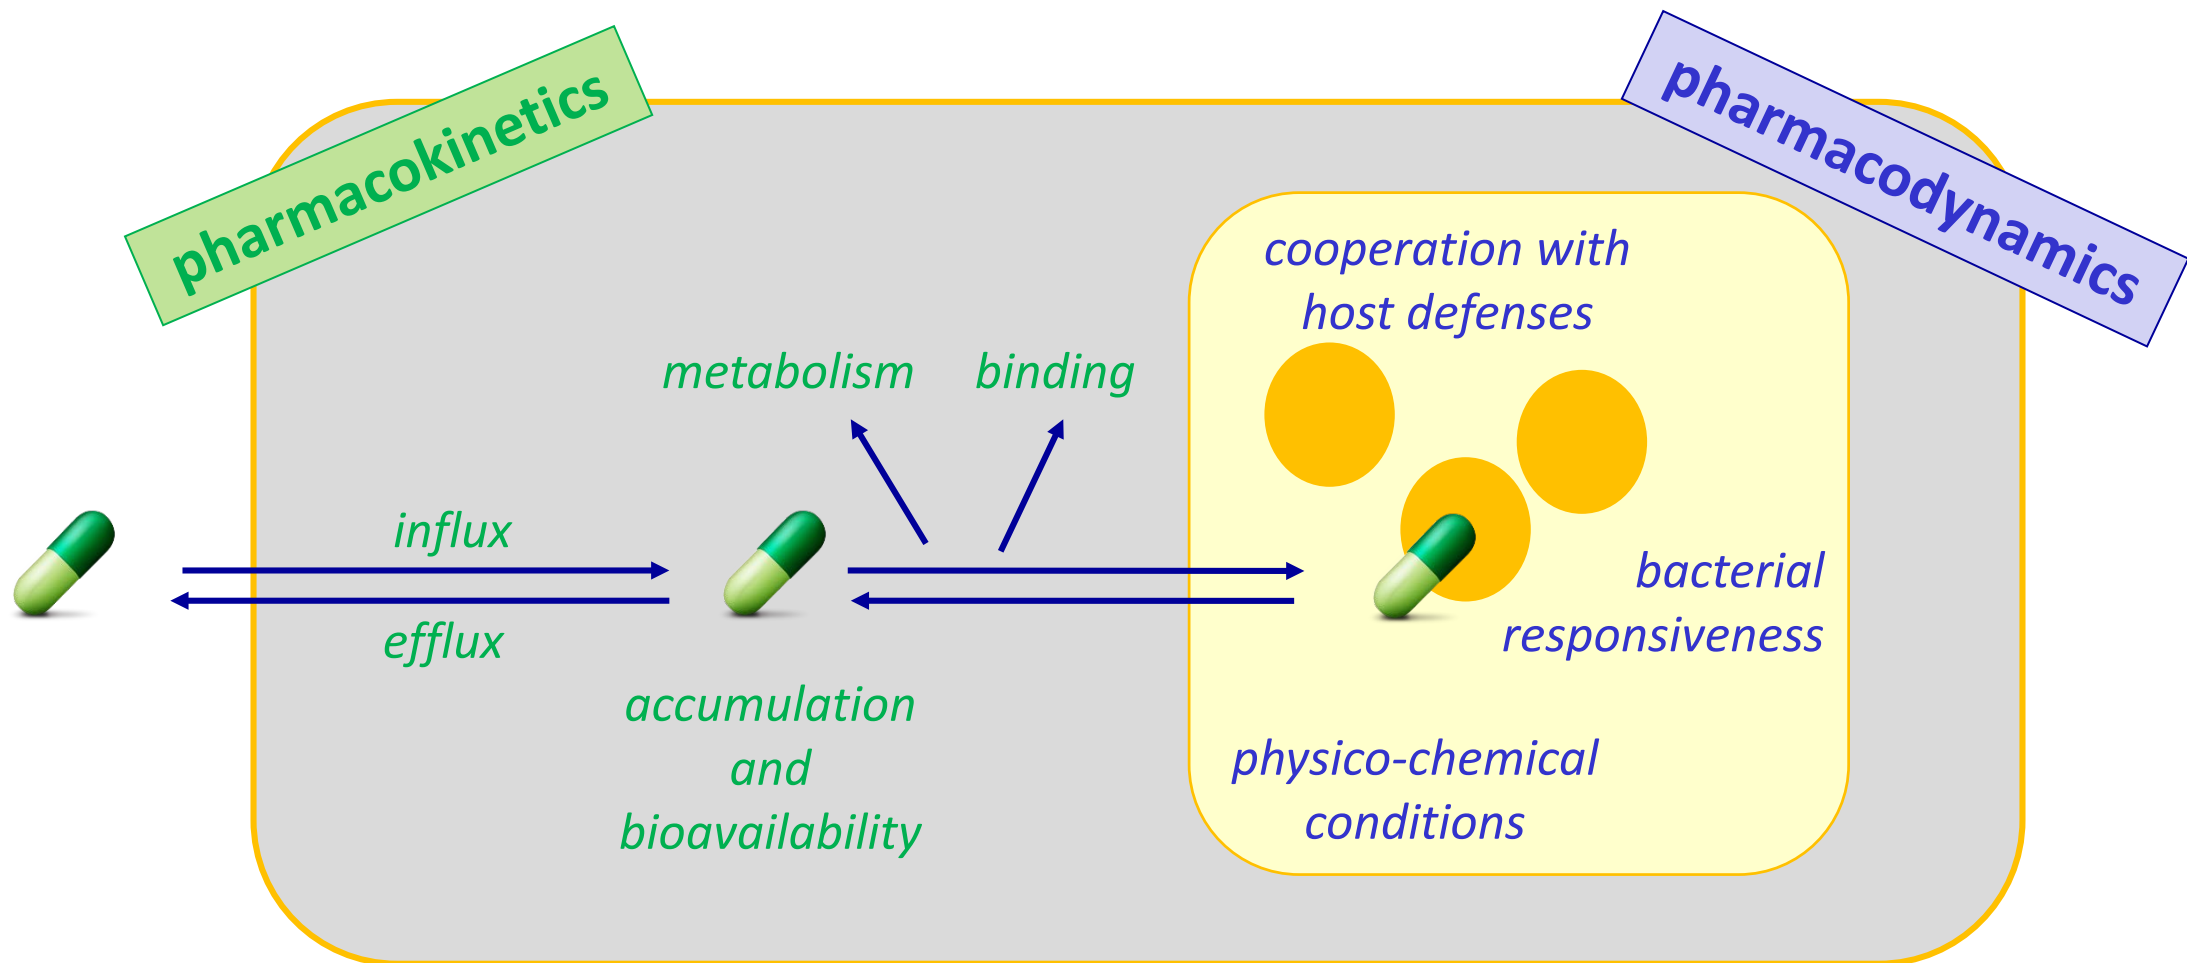 pharmacokinetics
pharmacodynamics
cooperation with
host defenses
metabolism
binding
influx
efflux
bacterial
responsiveness
accumulation
and
bioavailability
physico-chemical
conditions